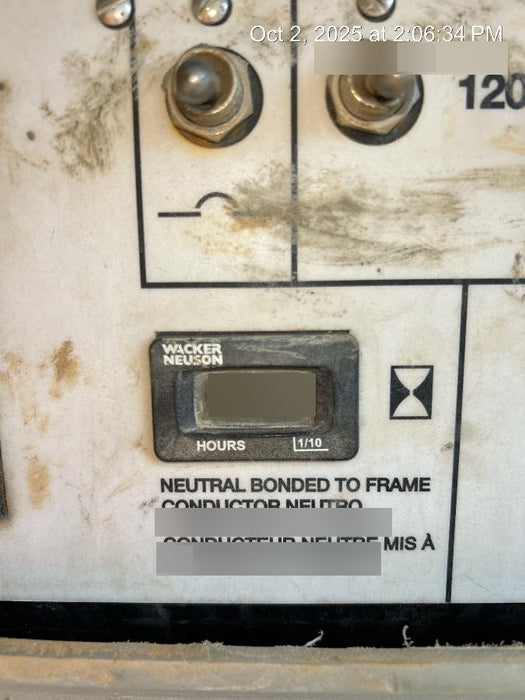 Oct 2, 2025 at 2:06:34 PM
120
WACKER
NEUSON
HOURS
1/10
NEUTRAL BONDED TO FRAME
CONDUCTOR NEUTRO
CONDUCTEUR NEUTRE MIS À